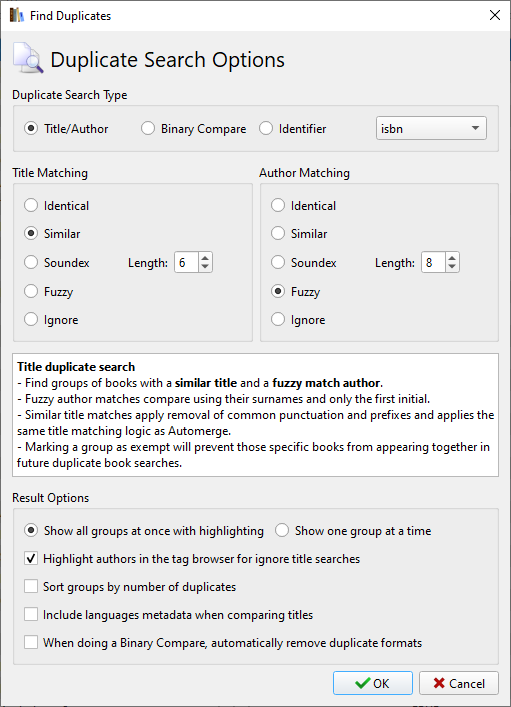 Find Duplicates
Duplicate Search Options
Duplicate Search Type
Title/Author Binary Compare Identifier isbn
Title Matching Author Matching
Identical Identical
Similar Similar
Soundex Length: 6 Soundex Length: 8
Fuzzy Fuzzy
Ignore Ignore
Title duplicate search
- Find groups of books with a similar title and a fuzzy match author.
- Fuzzy author matches compare using their surnames and only the first initial.
- Similar title matches apply removal of common punctuation and prefixes and applies the
same title matching logic as Automerge.
- Marking a group as exempt will prevent those specific books from appearing together in
future duplicate book searches.
Result Options
Show all groups at once with highlighting Show one group at a time
Highlight authors in the tag browser for ignore title searches
Sort groups by number of duplicates
Include languages metadata when comparing titles
When doing a Binary Compare, automatically remove duplicate formats
OK Cancel